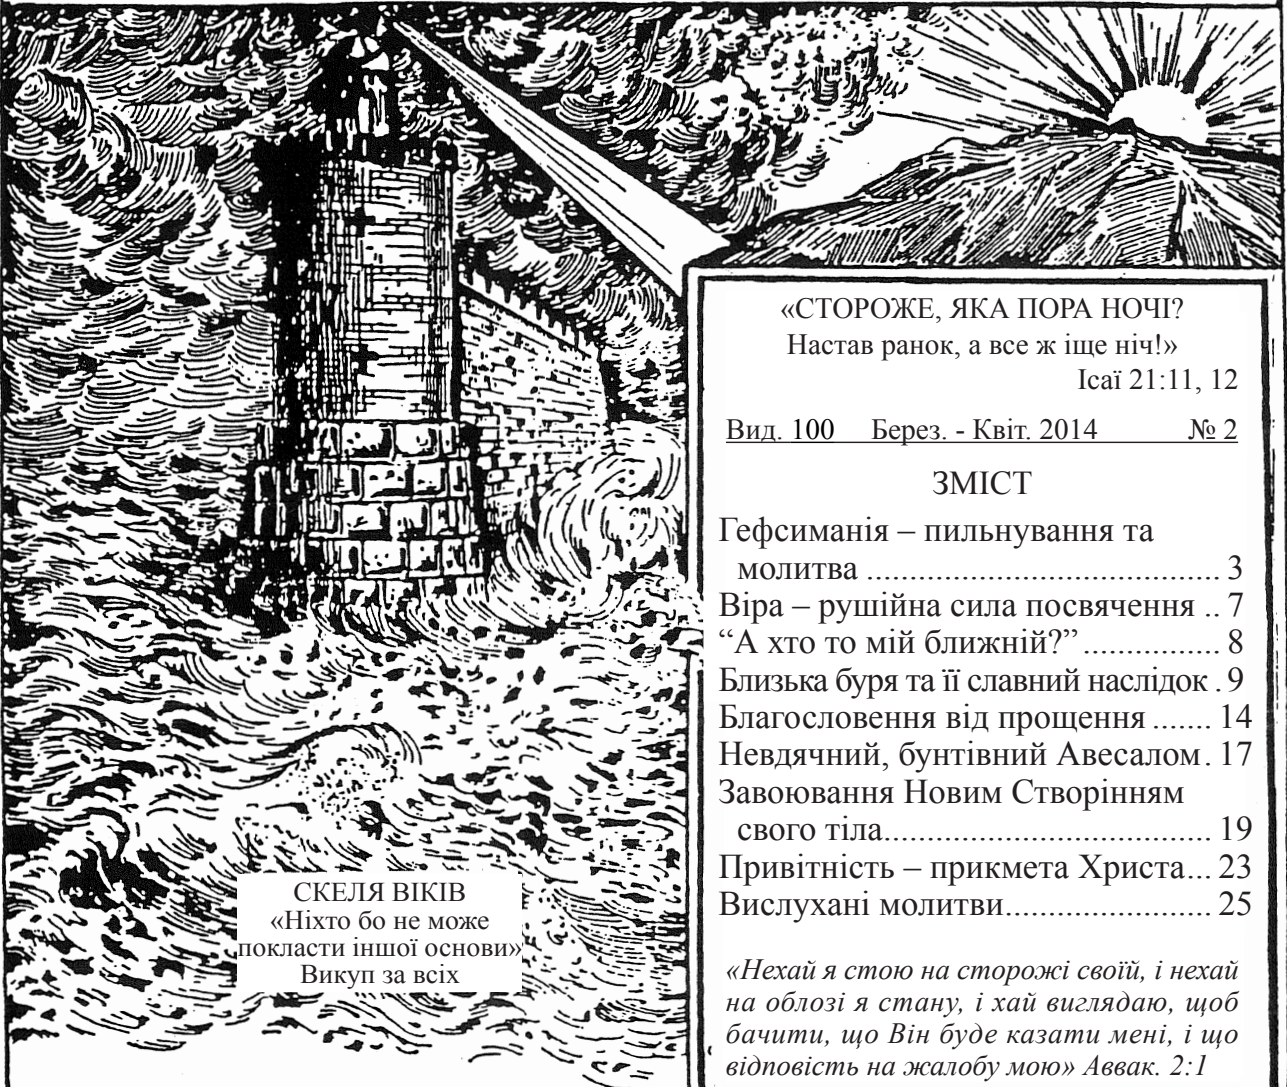 «СТОРОЖЕ, ЯКА ПОРА НОЧІ?
Настав ранок, а все ж іще ніч!»
Ісаї 21:11, 12
Вид. 100 Берез. - Квіт. 2014 № 2
ЗМІСТ
Гефсиманія – пильнування та
молитва ........................................ 3
Віра – рушійна сила посвячення .. 7
“А хто то мій ближній?” ............... 8
Близька буря та її славний наслідок . 9
Благословення від прощення ....... 14
Невдячний, бунтівний Авесалом . 17
Завоювання Новим Створінням
свого тіла...................................... 19
Привітність – прикмета Христа... 23
Вислухані молитви........................ 25
«Нехай я стою на сторожі своїй, і нехай
на облозі я стану, і хай виглядаю, щоб
бачити, що Він буде казати мені, і що
відповість на жалобу мою» Аввак. 2:1
СКЕЛЯ ВІКІВ
«Ніхто бо не може
покласти іншої основи»
Викуп за всіх